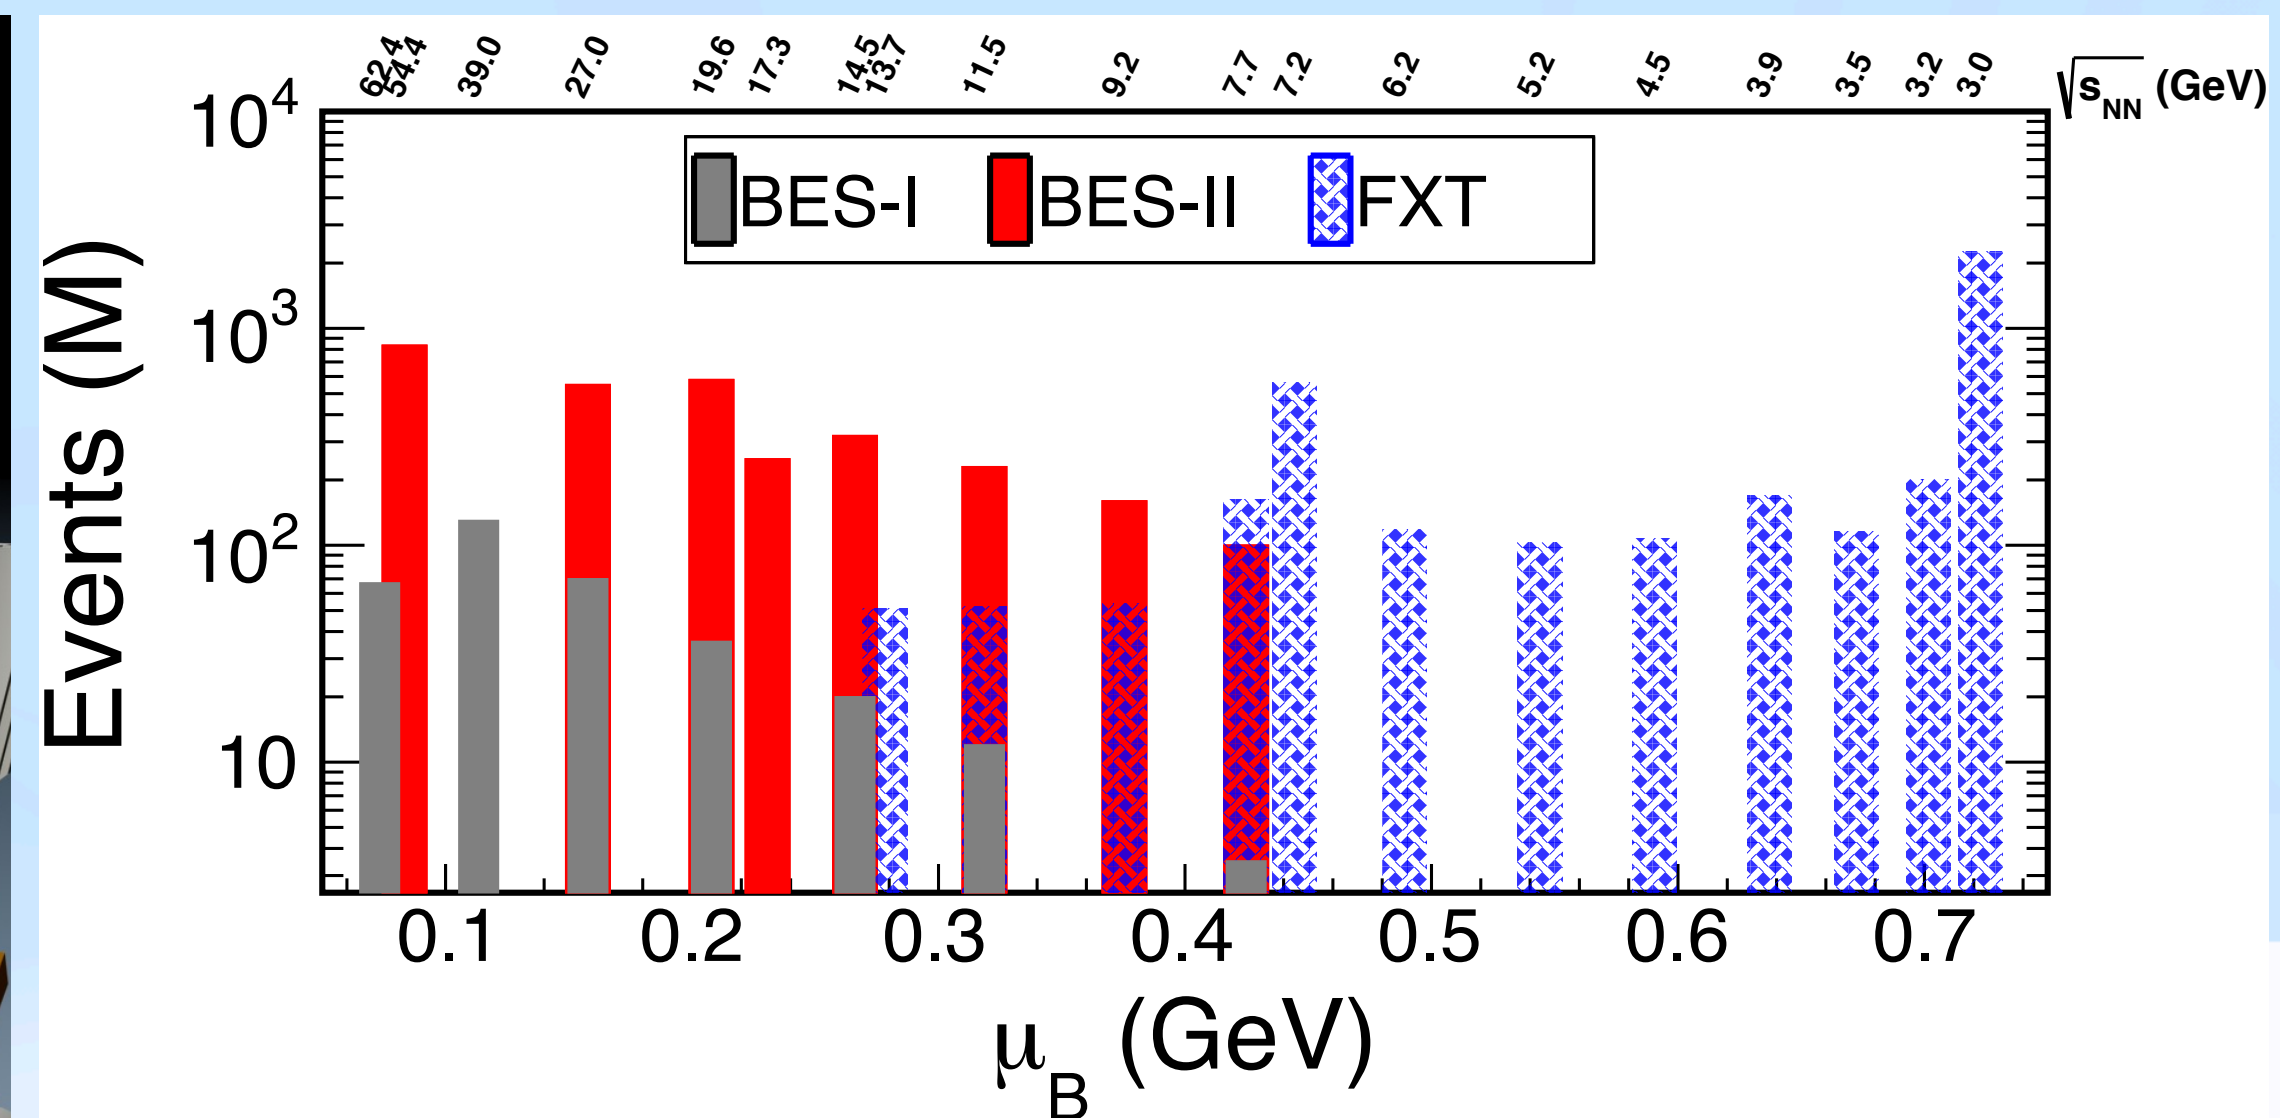 62.4 54.4 39.0 27.0 19.6 17.3 14.5 13.7 11.5 9.2 7.7 7.2 6.2 5.2 4.5 3.9 3.5 3.2 3.0 √sNN (GeV)
10⁴
BES-I BES-II FXT
10³
Events (M)
10²
10
0.1 0.2 0.3 0.4 0.5 0.6 0.7
μB (GeV)